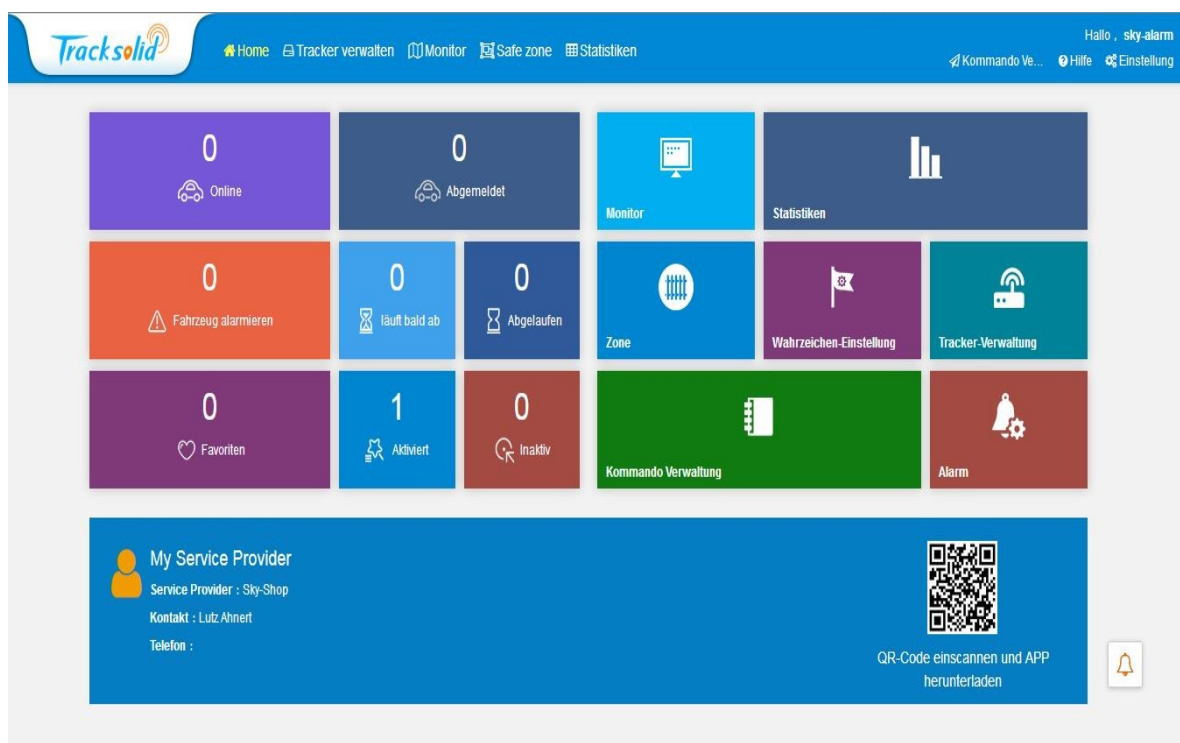 Tracksolid
Home Tracker verwalten Monitor Safe zone Statistiken
Hallo , sky-alarm
Kommando Ve... Hilfe Einstellung
0
Online
0
Abgemeldet
Monitor
Statistiken
0
Fahrzeug alarmieren
0
läuft bald ab
0
Abgelaufen
Zone
Wahrzeichen-Einstellung
Tracker-Verwaltung
0
Favoriten
1
Aktiviert
0
Inaktiv
Kommando Verwaltung
Alarm
My Service Provider
Service Provider : Sky-Shop
Kontakt : Lutz Ahnert
Telefon :
QR-Code einscannen und APP
herunterladen